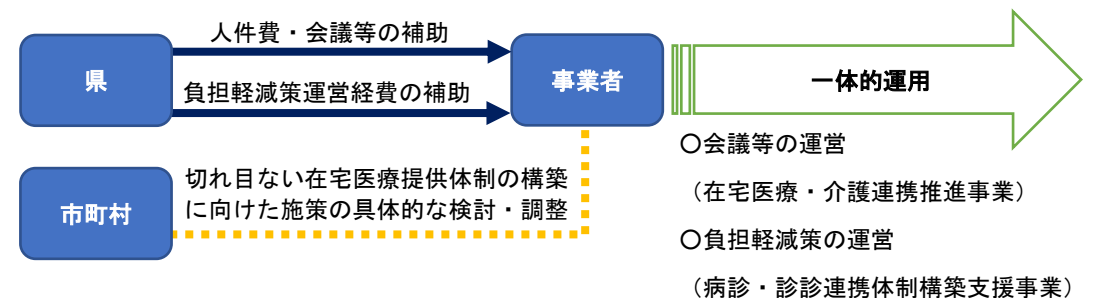 人件費・会議等の補助
県
負担軽減策運営経費の補助
事業者
一体的運用
市町村
切れ目ない在宅医療提供体制の構築
に向けた施策の具体的な検討・調整
〇会議等の運営
（在宅医療・介護連携推進事業）
〇負担軽減策の運営
（病診・診診連携体制構築支援事業）